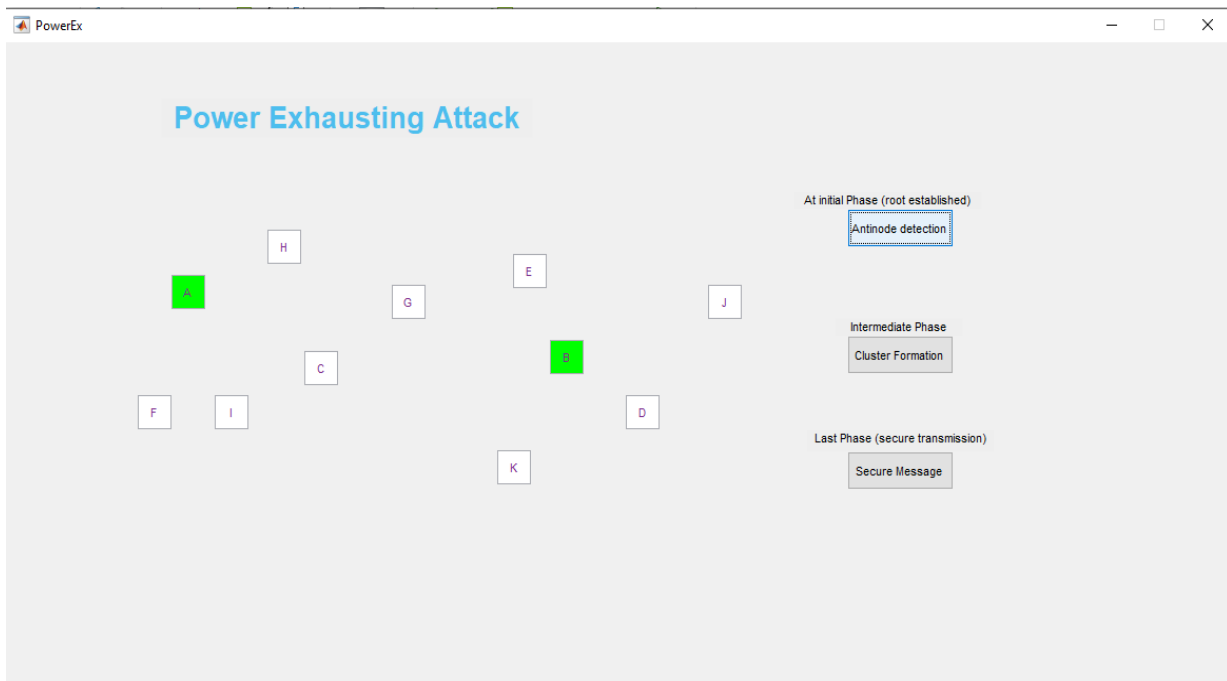 PowerEx
Power Exhausting Attack
At initial Phase (root established)
Antinode detection
H
E
A
G
J
Intermediate Phase
Cluster Formation
B
C
F
I
D
Last Phase (secure transmission)
Secure Message
K